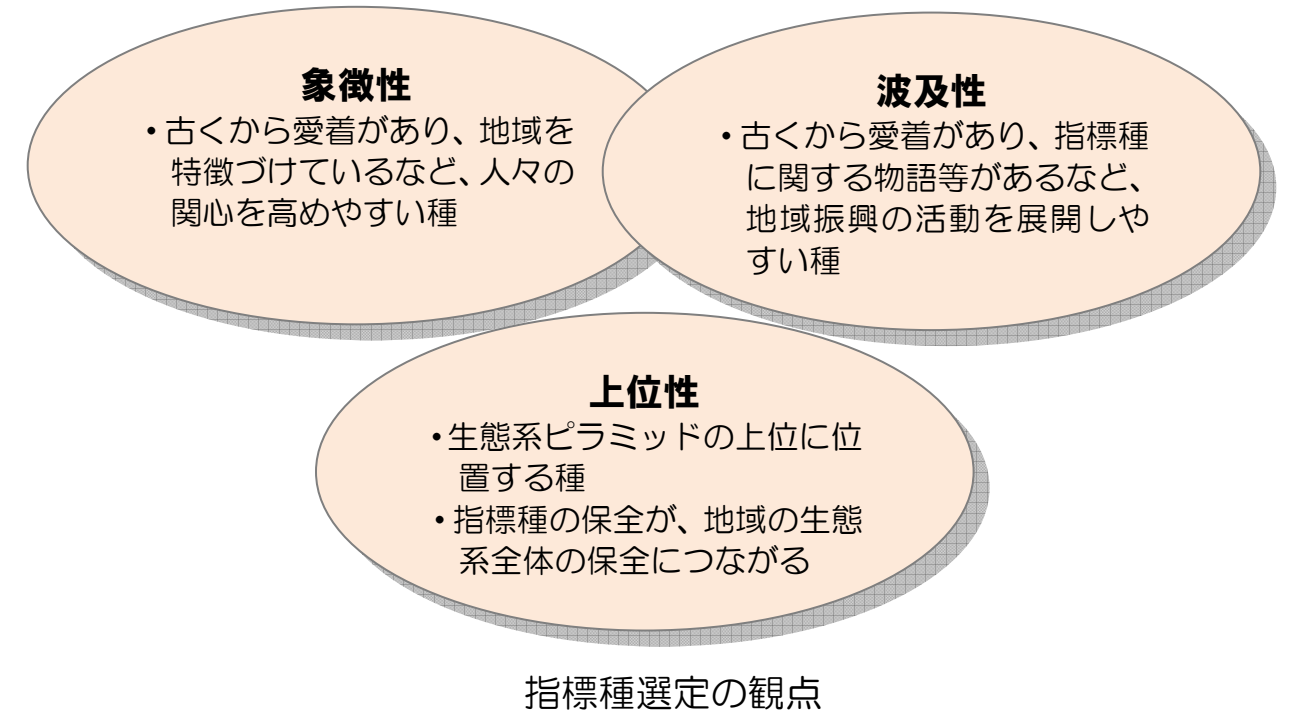 象徴性
・古くから愛着があり、地域を
特徴づけているなど、人々の
関心を高めやすい種
波及性
・古くから愛着があり、指標種
に関する物語等があるなど、
地域振興の活動を展開しや
すい種
上位性
・生態系ピラミッドの上位に位
置する種
・指標種の保全が、地域の生態
系全体の保全につながる
指標種選定の観点